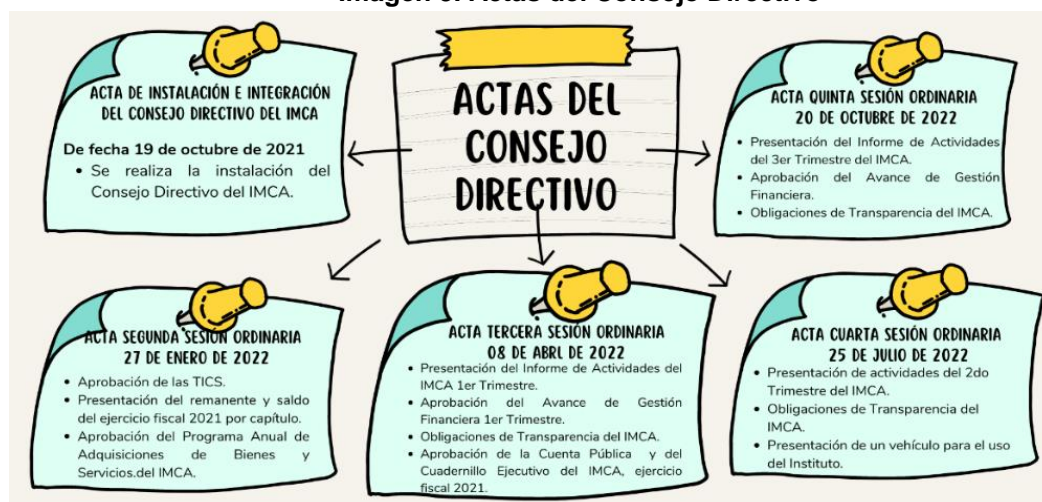 ACTAS DEL
CONSEJO
DIRECTIVO
ACTA DE INSTALACIÓN E INTEGRACIÓN
DEL CONSEJO DIRECTIVO DEL IMCA
De fecha 19 de octubre de 2021
• Se realiza la instalación del
Consejo Directivo del IMCA.
ACTA QUINTA SESIÓN ORDINARIA
20 DE OCTUBRE DE 2022
• Presentación del Informe de Actividades
del 3er Trimestre del IMCA.
• Aprobación del Avance de Gestión
Financiera.
• Obligaciones de Transparencia del IMCA.
ACTA SEGUNDA SESIÓN ORDINARIA
27 DE ENERO DE 2022
• Aprobación de las TICS.
• Presentación del remanente y saldo
del ejercicio fiscal 2021 por capítulo.
• Aprobación del Programa Anual de
Adquisiciones de Bienes y
Servicios.del IMCA.
ACTA TERCERA SESIÓN ORDINARIA
08 DE ABRL DE 2022
• Presentación del Informe de Actividades del
IMCA 1er Trimestre.
• Aprobación del Avance de Gestión
Financiera 1er Trimestre.
• Obligaciones de Transparencia del IMCA.
• Aprobación de la Cuenta Pública y del
Cuadernillo Ejecutivo del IMCA, ejercicio
fiscal 2021.
ACTA CUARTA SESIÓN ORDINARIA
25 DE JULIO DE 2022
• Presentación de actividades del 2do
Trimestre del IMCA.
• Obligaciones de Transparencia del
IMCA.
• Presentación de un vehículo para el uso
del Instituto.